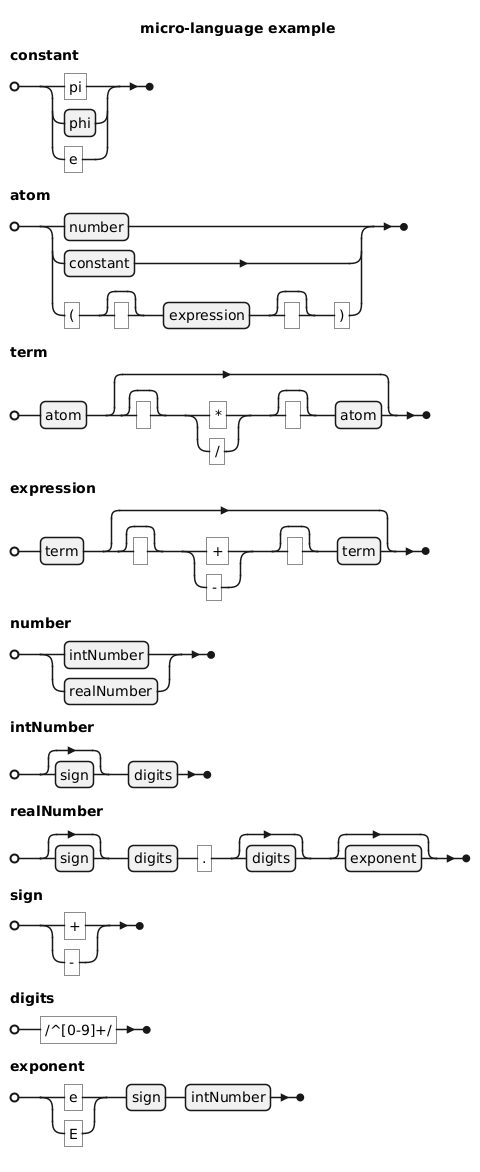 micro-language example
constant
pi
phi
e
atom
number
constant
( expression )
term
atom * atom
/
expression
term + term
-
number
intNumber
realNumber
intNumber
sign digits
realNumber
sign digits . digits exponent
sign
+
-
digits
/^[0-9]+/
exponent
e sign intNumber
E